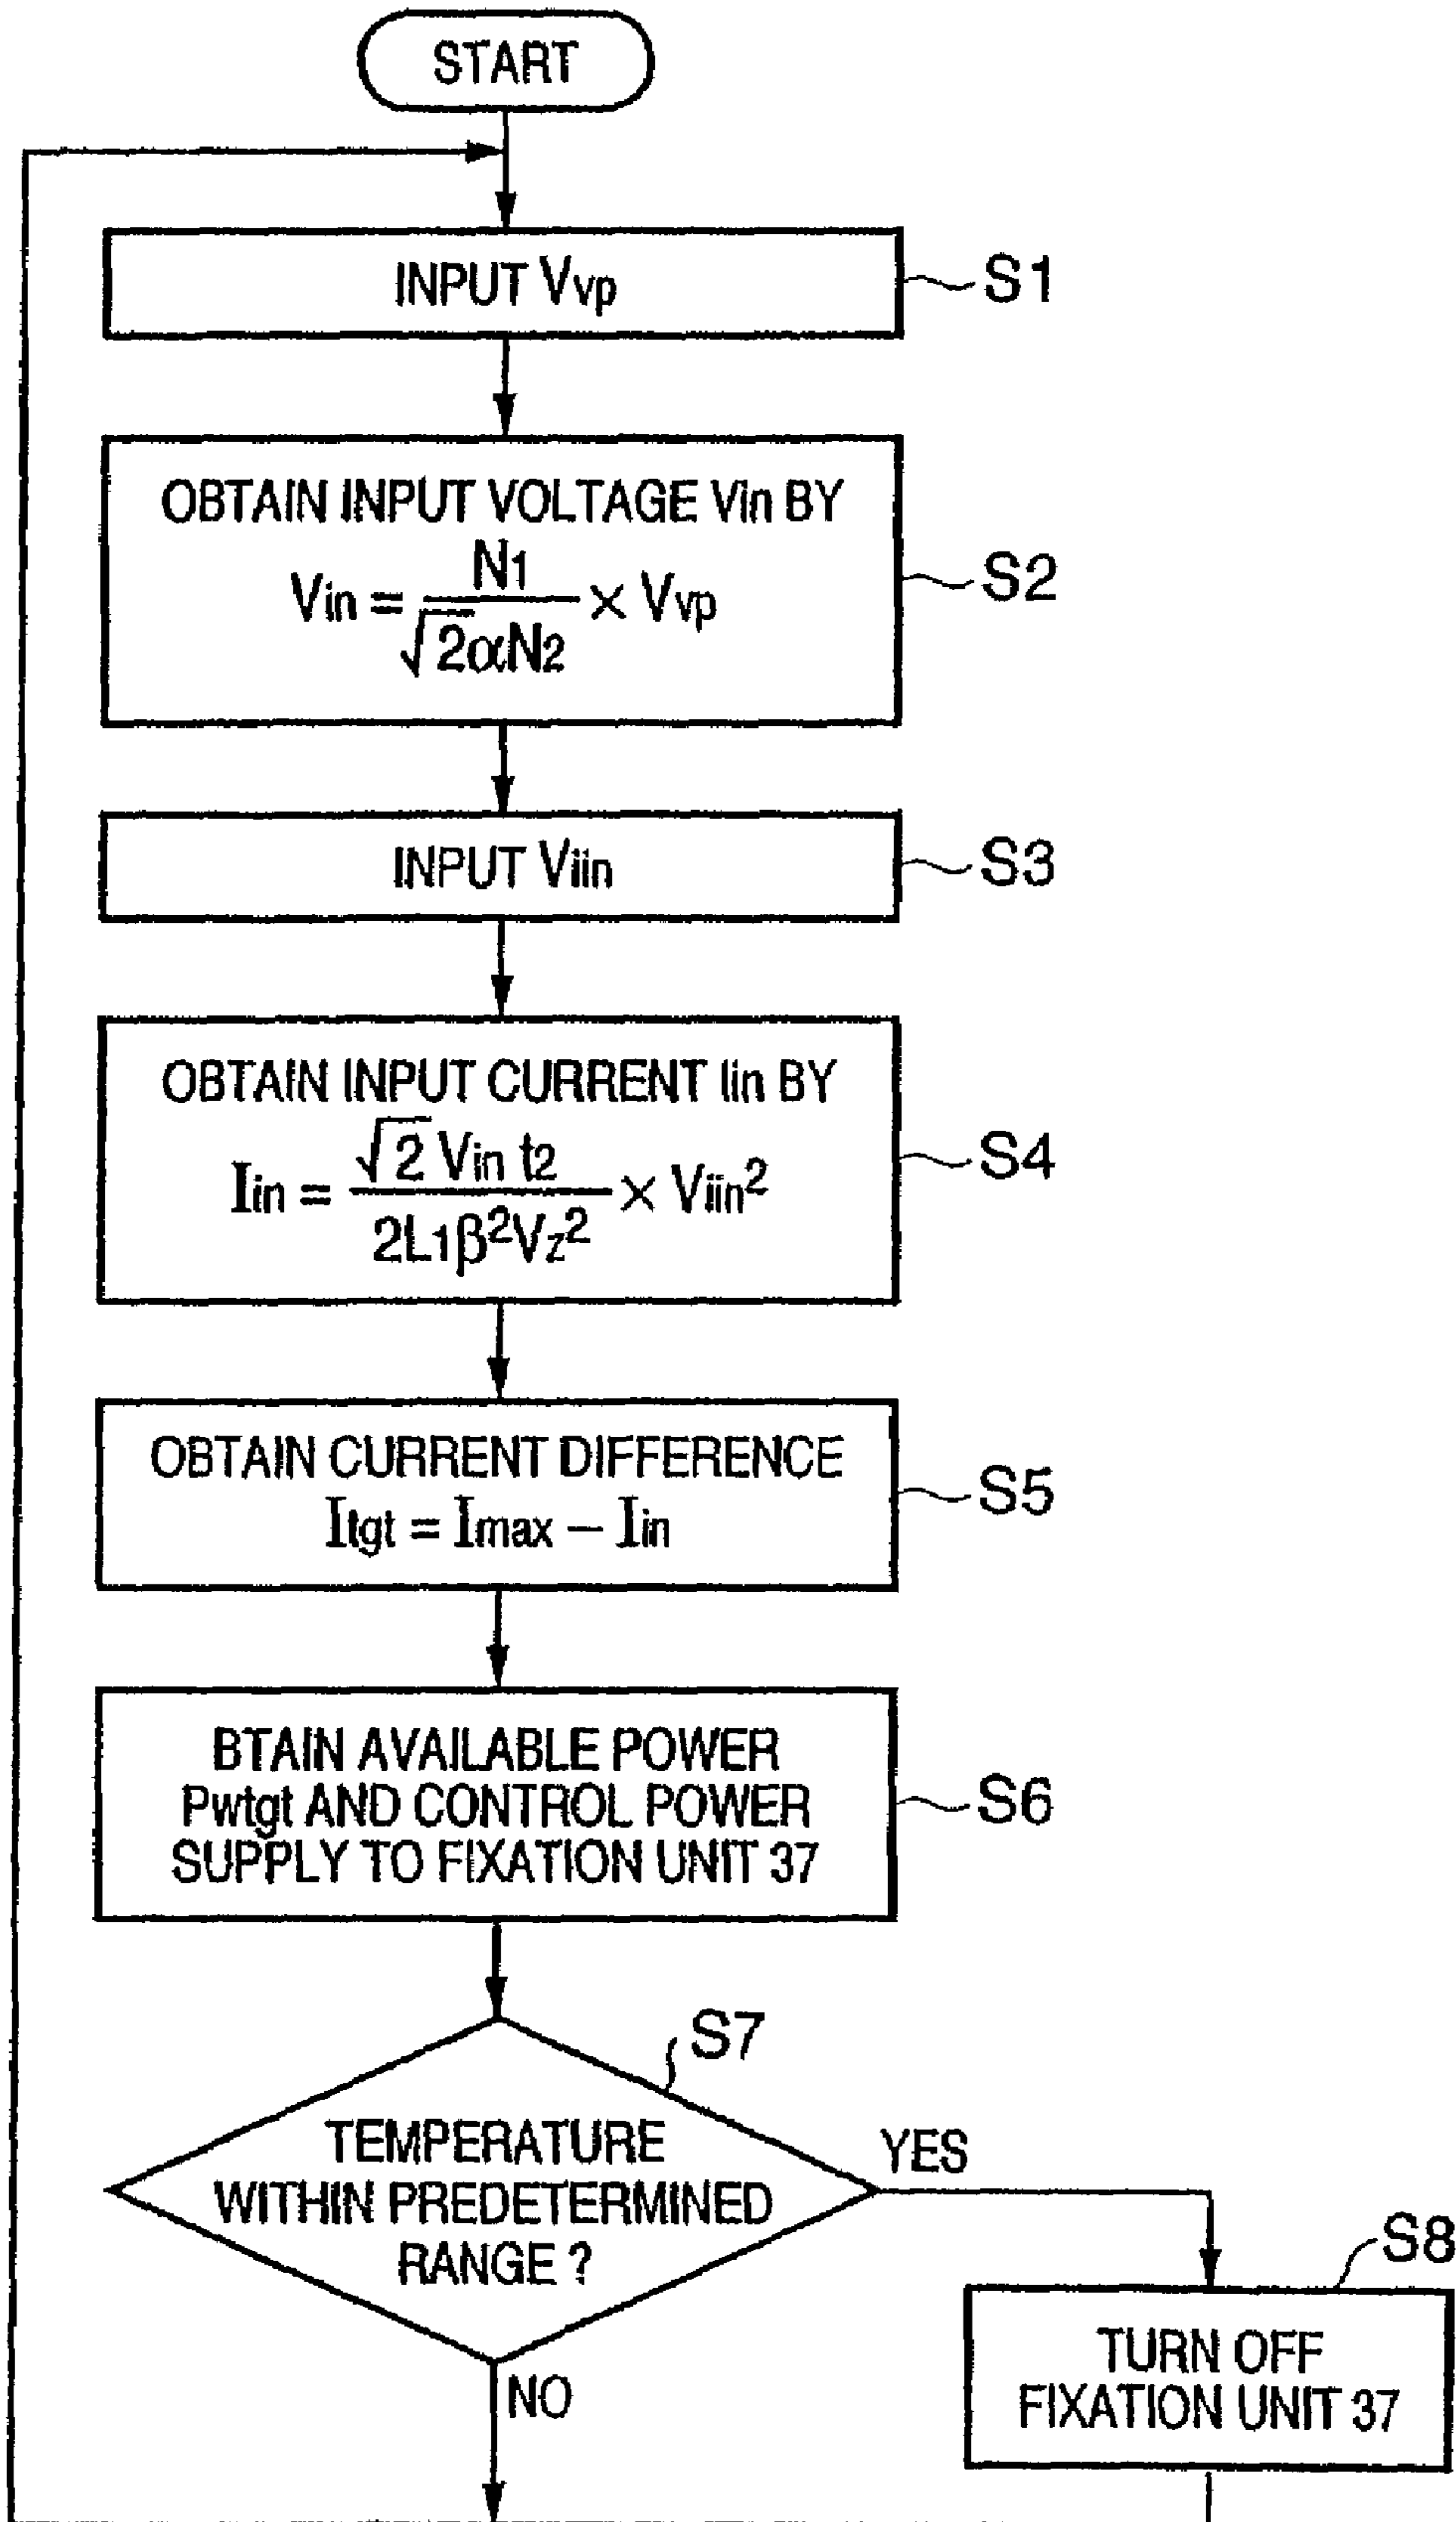 START
INPUT Vvp
S1
OBTAIN INPUT VOLTAGE Vin BY
Vin = N1 / √2αN2 × Vvp
S2
INPUT Viin
S3
OBTAIN INPUT CURRENT Iin BY
Iin = √2 Vin t2 / 2L1β²Vz² × Viin²
S4
OBTAIN CURRENT DIFFERENCE
Itgt = Imax – Iin
S5
BTAIN AVAILABLE POWER
Pwtgt AND CONTROL POWER
SUPPLY TO FIXATION UNIT 37
S6
S7
TEMPERATURE
WITHIN PREDETERMINED
RANGE ?
YES
NO
S8
TURN OFF
FIXATION UNIT 37